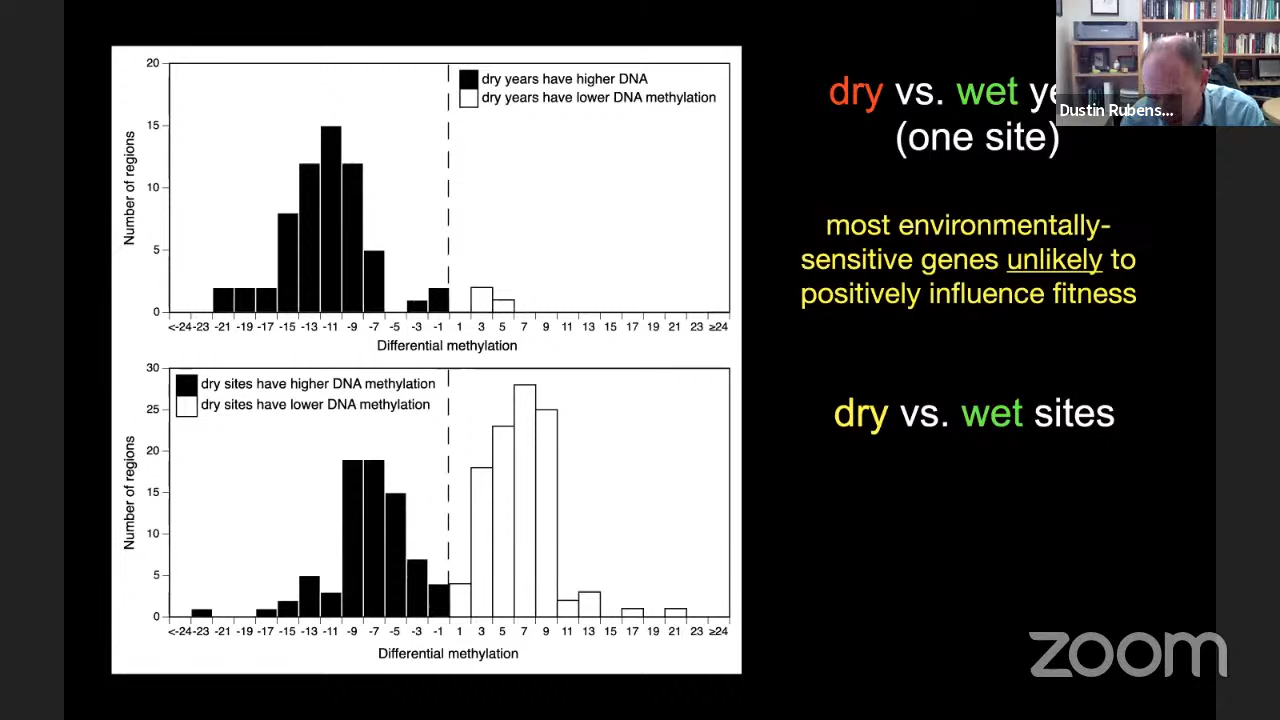 20
dry years have higher DNA
dry years have lower DNA methylation
15
10
5
0
Number of regions
<-24 -23 -21 -19 -17 -15 -13 -11 -9 -7 -5 -3 -1 1 3 5 7 9 11 13 15 17 19 21 23 ≥24
Differential methylation
30
dry sites have higher DNA methylation
dry sites have lower DNA methylation
25
20
15
10
5
0
Number of regions
<-24 -23 -21 -19 -17 -15 -13 -11 -9 -7 -5 -3 -1 1 3 5 7 9 11 13 15 17 19 21 23 ≥24
Differential methylation
dry vs. wet
(one site)
most environmentally-
sensitive genes unlikely to
positively influence fitness
dry vs. wet sites
Dustin Rubens...
zoom